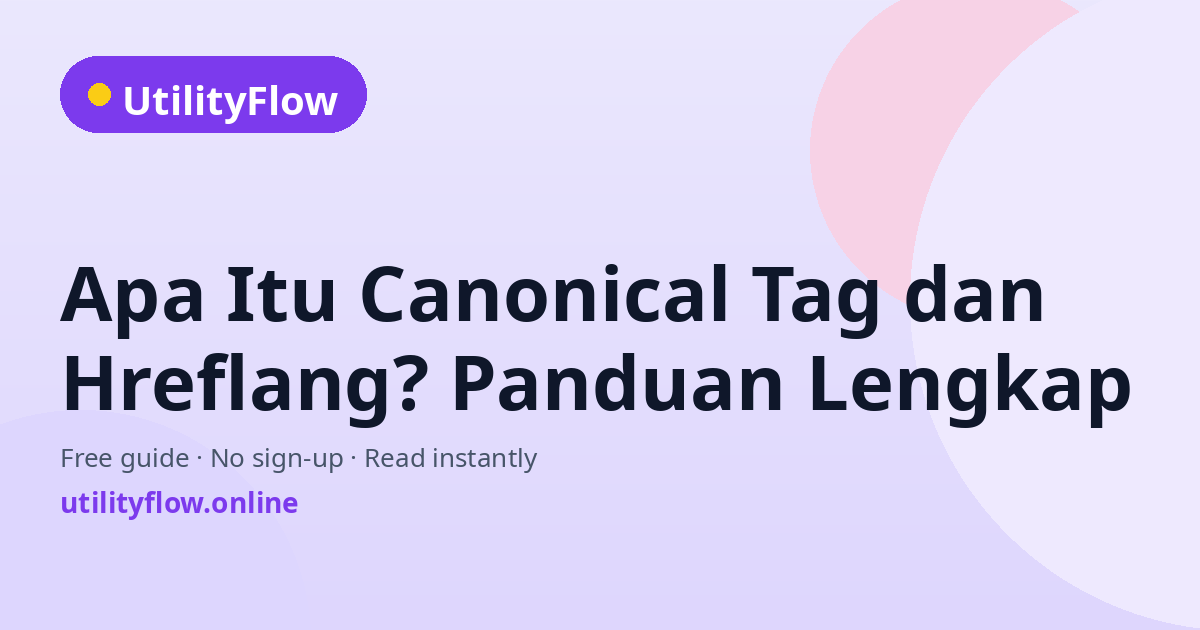 UtilityFlow
Apa Itu Canonical Tag dan
Hreflang? Panduan Lengkap
Free guide · No sign-up · Read instantly
utilityflow.online